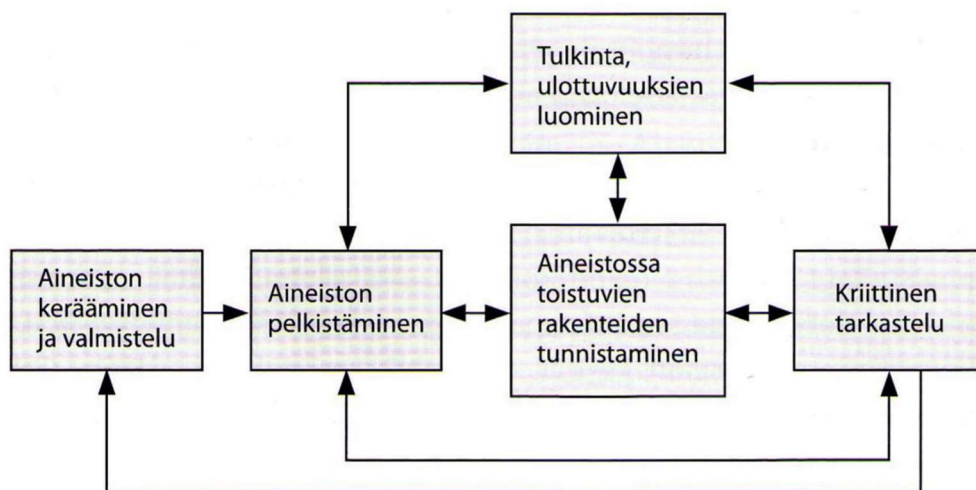 Tulkinta,
ulottuvuuksien
luominen
Aineiston
kerääminen
ja valmistelu
Aineiston
pelkistäminen
Aineistossa
toistuvien
rakenteiden
tunnistaminen
Kriittinen
tarkastelu